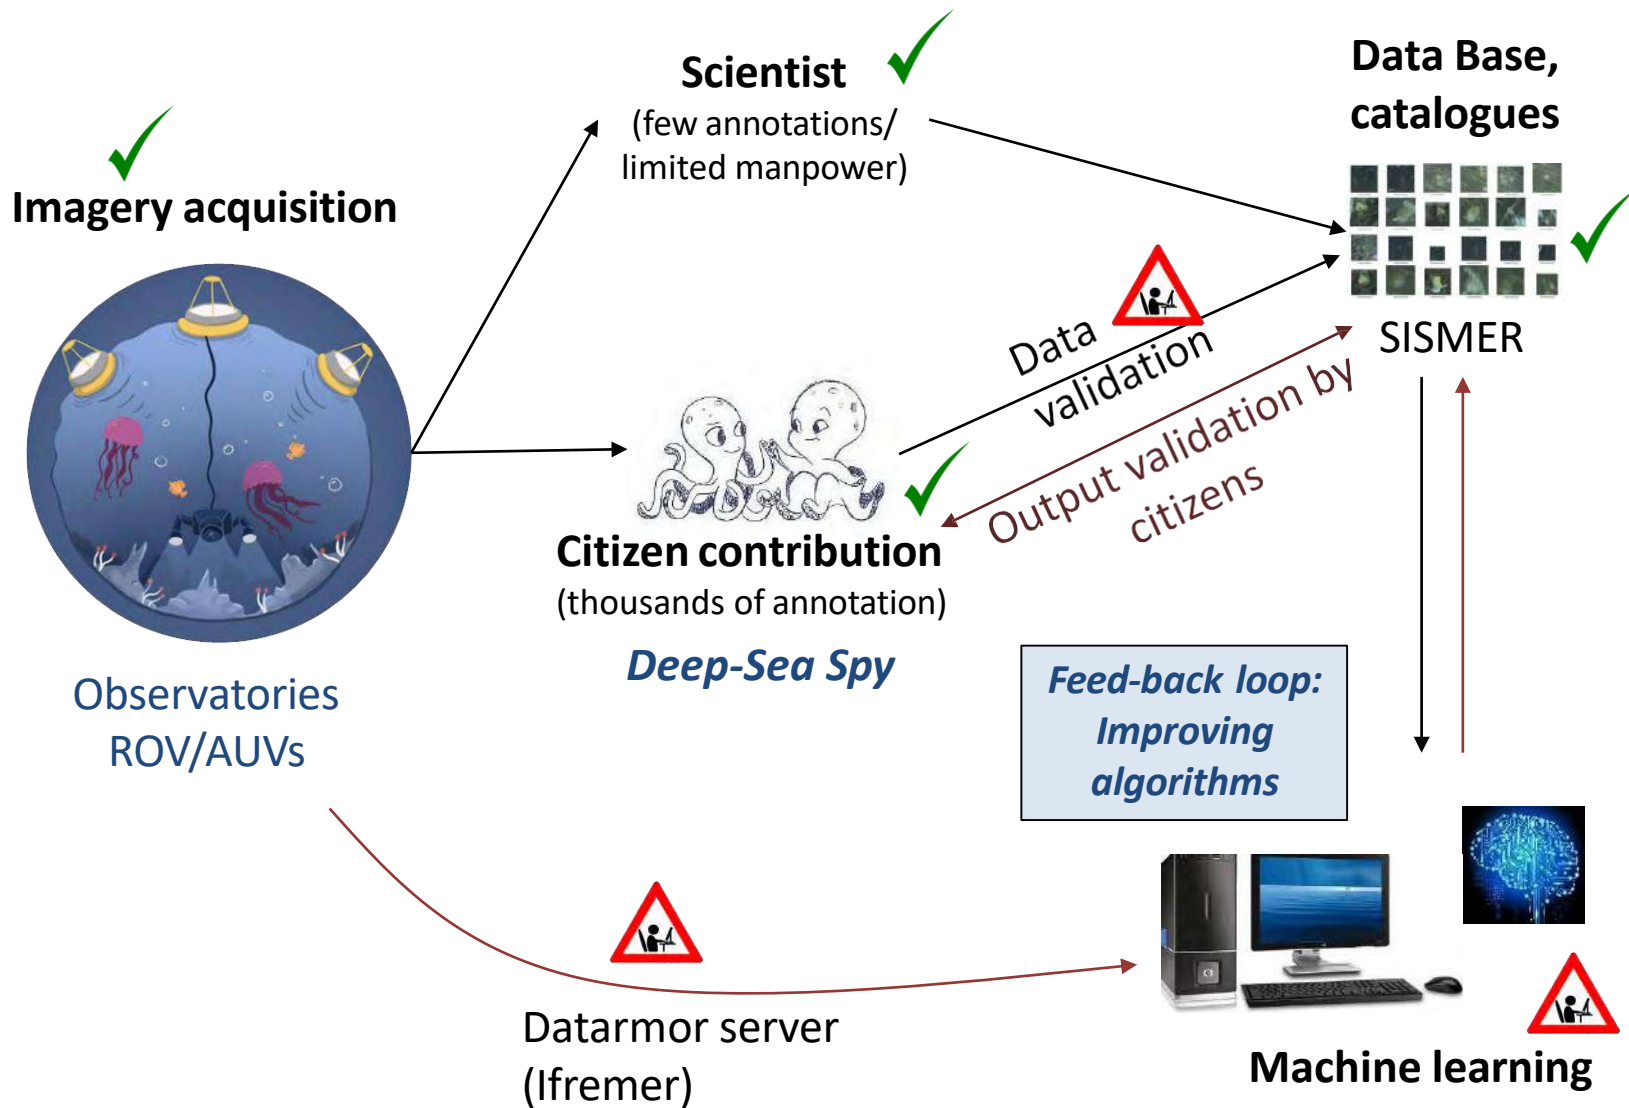 Imagery acquisition
Observatories
ROV/AUVs
Scientist
(few annotations/
limited manpower)
Data Base,
catalogues
SISMER
Data
validation
Output validation by
citizens
Citizen contribution
(thousands of annotation)
Deep-Sea Spy
Feed-back loop:
Improving
algorithms
Datarmor server
(Ifremer)
Machine learning